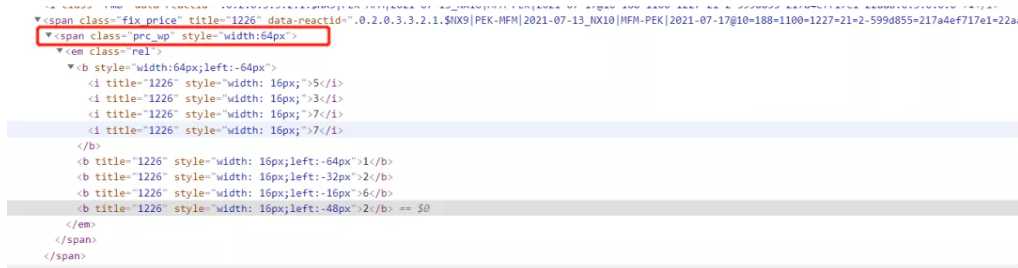 <span class="fix_price" title="1226" data-reactid=".0.2.0.3.3.2.1.$NX9|PEK-MFM|2021-07-13_NX10|MFM-PEK|2021-07-17@10=188=1100=1227=21=2-599d855=217a4ef717e1=22aa
▼<span class="prc_wp" style="width:64px">
▼<em class="rel">
▼<b style="width:64px;left:-64px">
<i title="1226" style="width: 16px;">5</i>
<i title="1226" style="width: 16px;">3</i>
<i title="1226" style="width: 16px;">7</i>
<i title="1226" style="width: 16px;">7</i>
</b>
<b title="1226" style="width: 16px;left:-64px">1</b>
<b title="1226" style="width: 16px;left:-32px">2</b>
<b title="1226" style="width: 16px;left:-16px">6</b>
<b title="1226" style="width: 16px;left:-48px">2</b> == $0
</em>
</span>
</span>